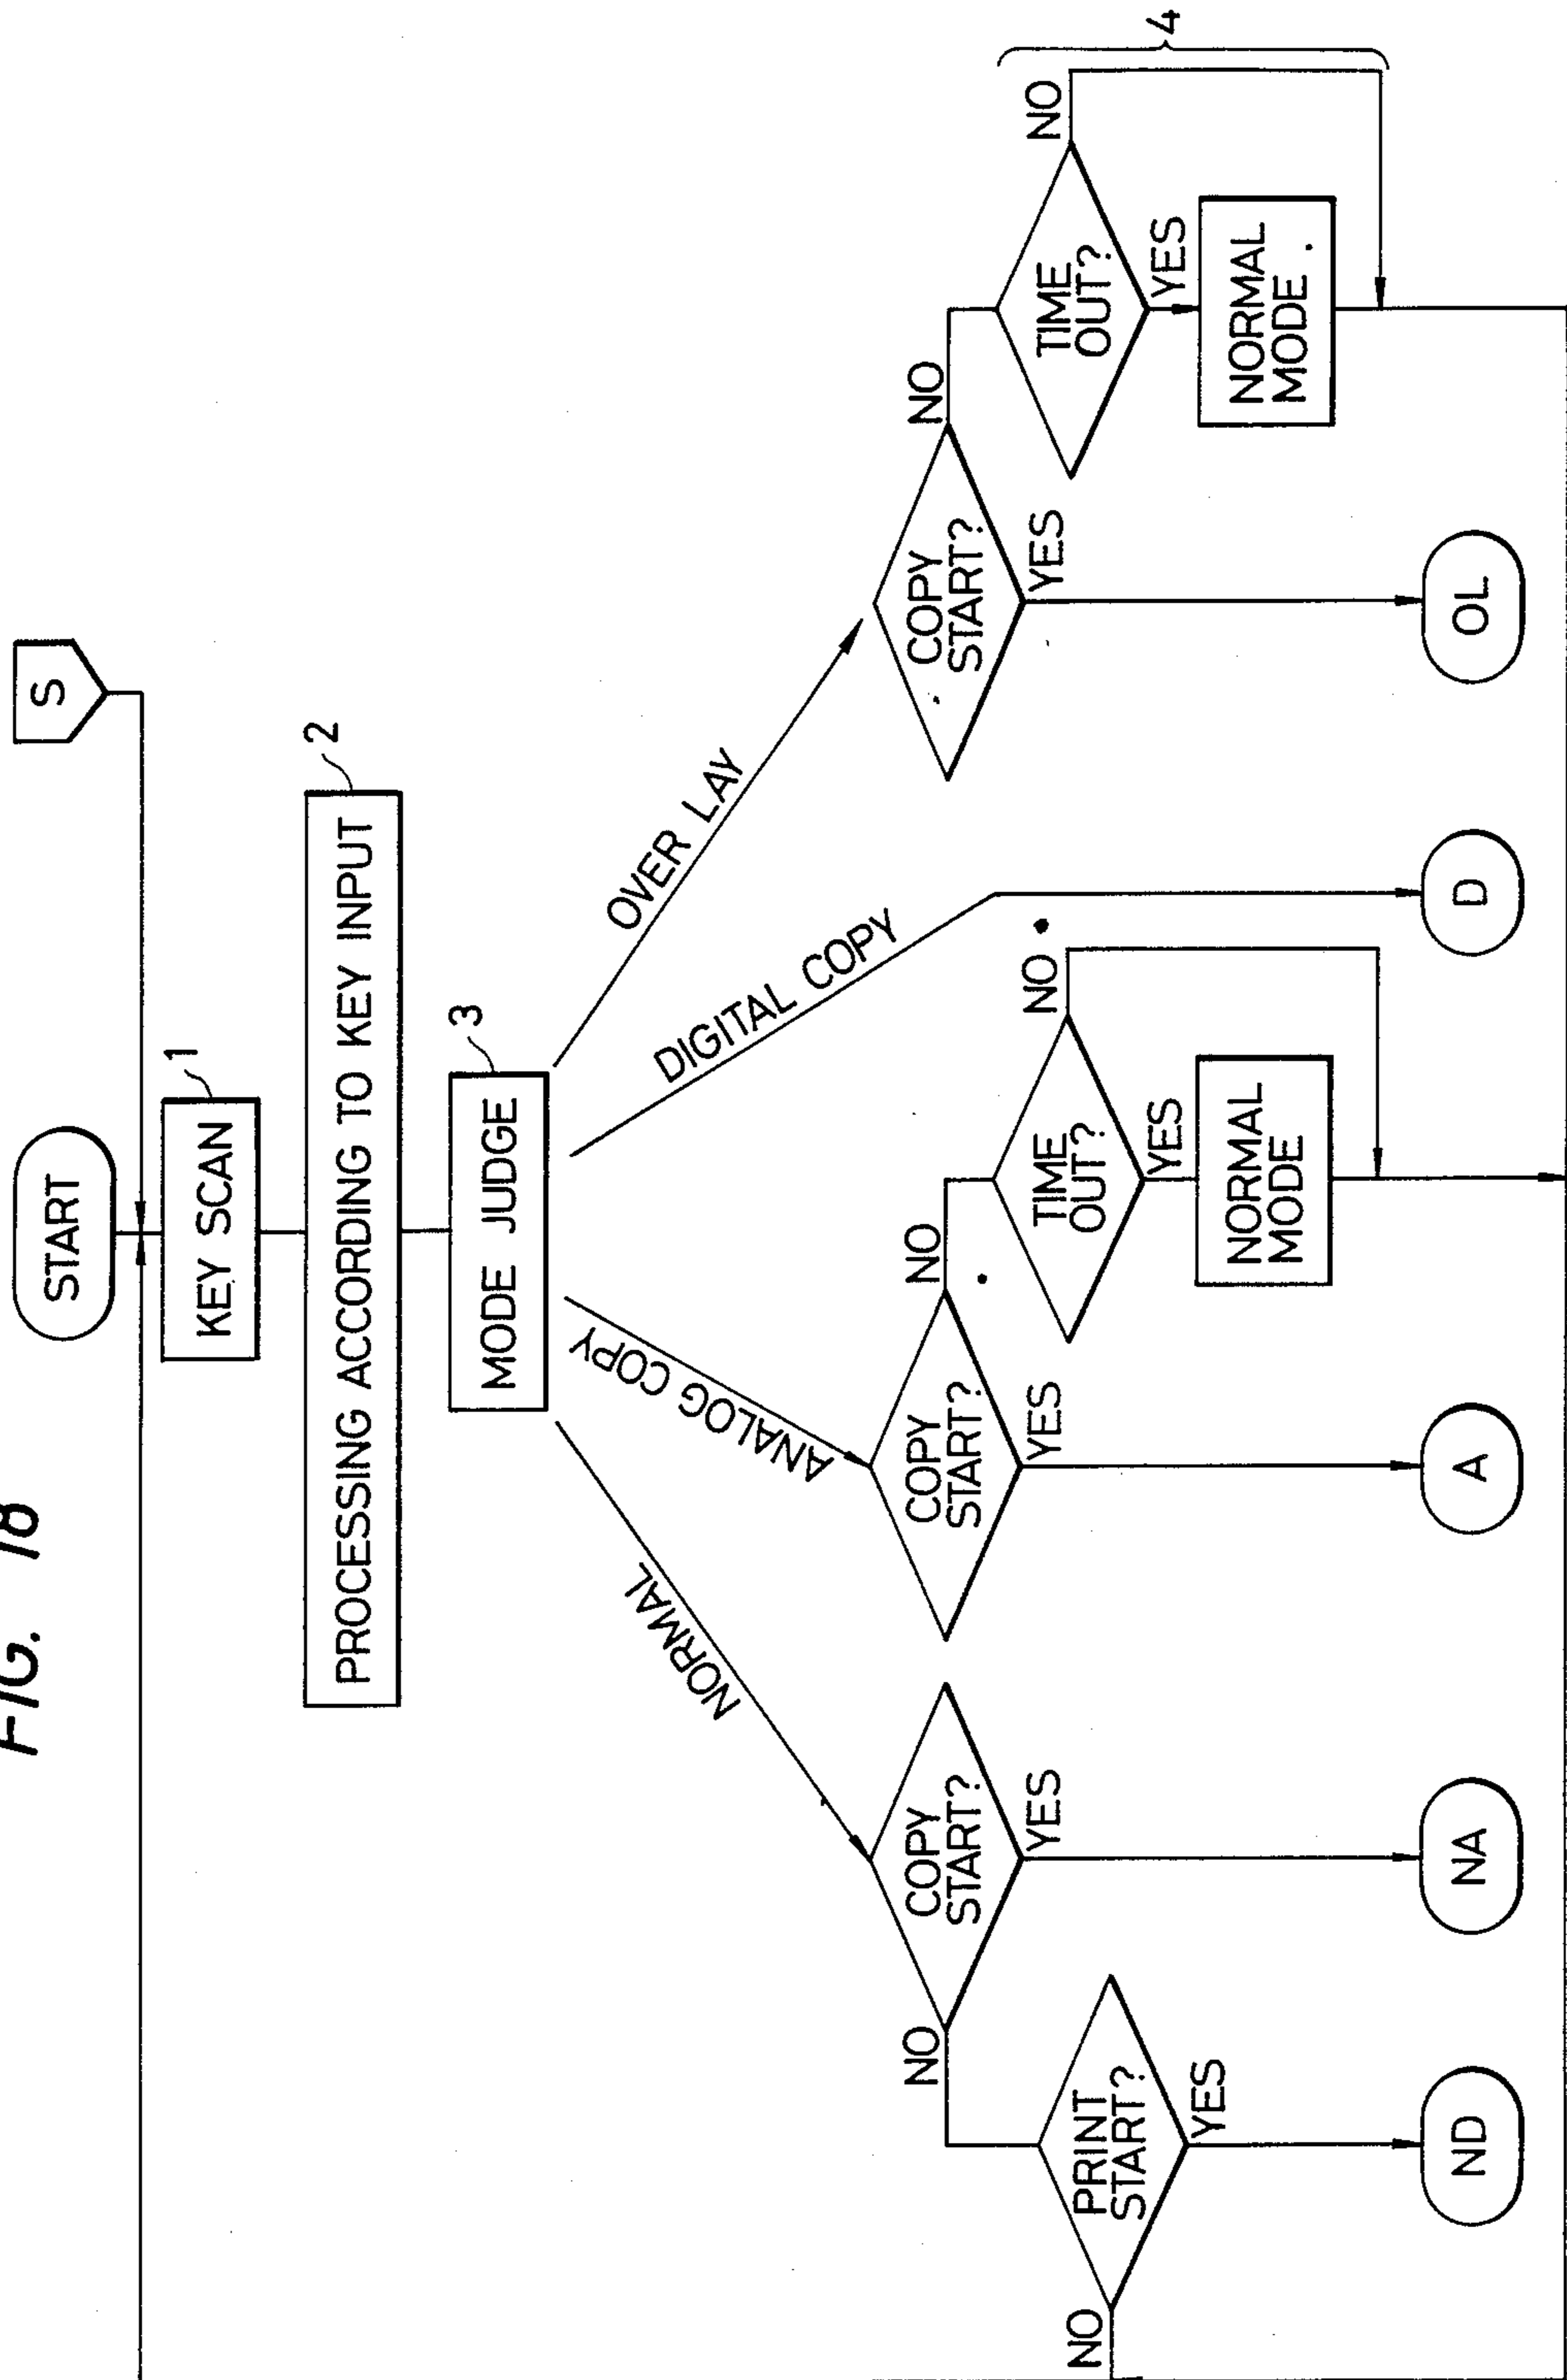 FIG. 18
START
S
KEY SCAN
1
PROCESSING ACCORDING TO KEY INPUT
2
MODE JUDGE
3
NORMAL
ANALOG COPY
DIGITAL COPY
OVER LAY
COPY
START?
NO
YES
PRINT
START?
NO
YES
COPY
START?
NO
YES
TIME
OUT?
NO
YES
NORMAL
MODE
COPY
START?
NO
YES
TIME
OUT?
NO
YES
NORMAL
MODE
4
ND
NA
A
D
OL